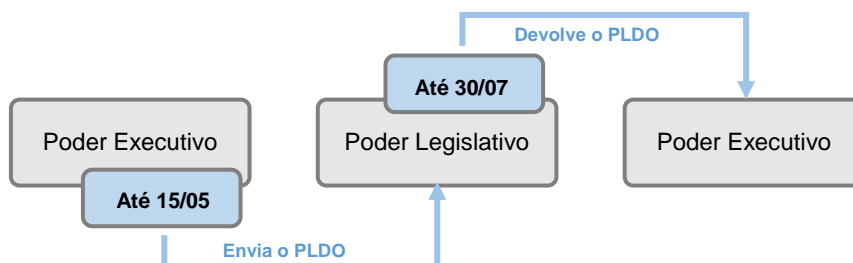 Devolve o PLDO
Até 30/07
Poder Executivo
Poder Legislativo
Poder Executivo
Até 15/05
Envia o PLDO